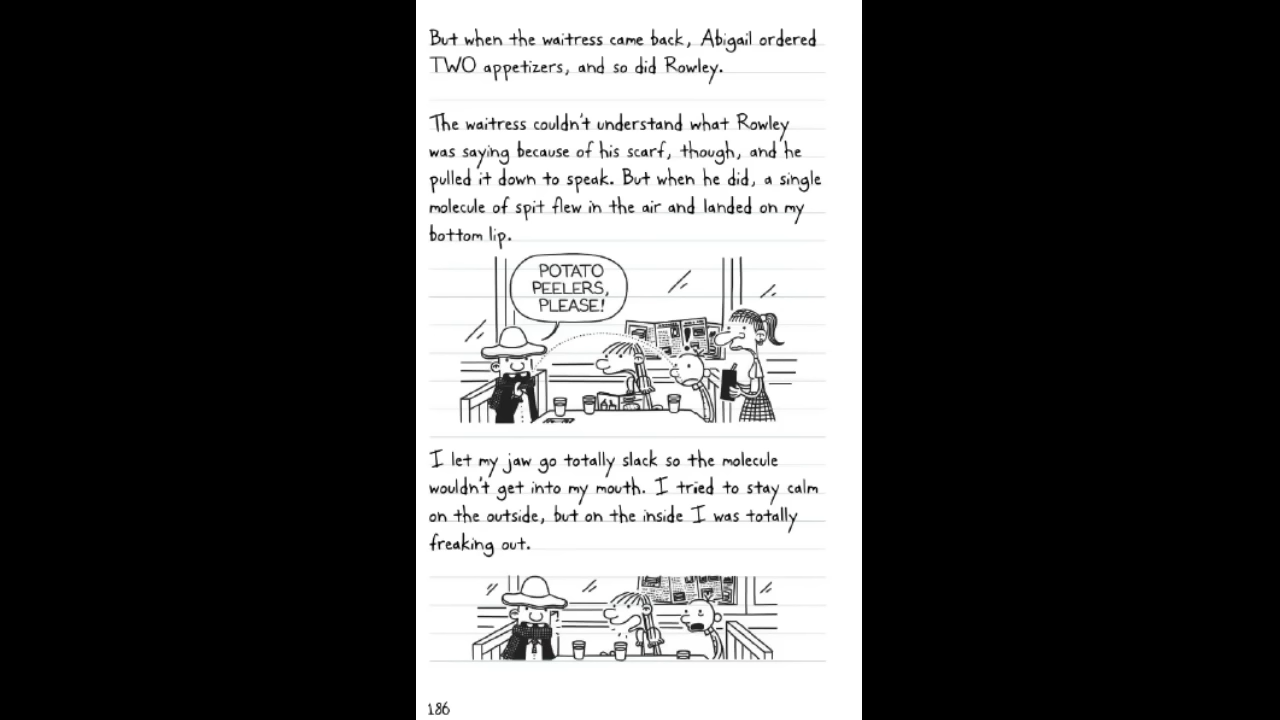 But when the waitress came back, Abigail ordered
TWO appetizers, and so did Rowley.
The waitress couldn't understand what Rowley
was saying because of his scarf, though, and he
pulled it down to speak. But when he did, a single
molecule of spit flew in the air and landed on my
bottom lip.
POTATO
PEELERS,
PLEASE!
I let my jaw go totally slack so the molecule
wouldn't get into my mouth. I tried to stay calm
on the outside, but on the inside I was totally
freaking out.
186